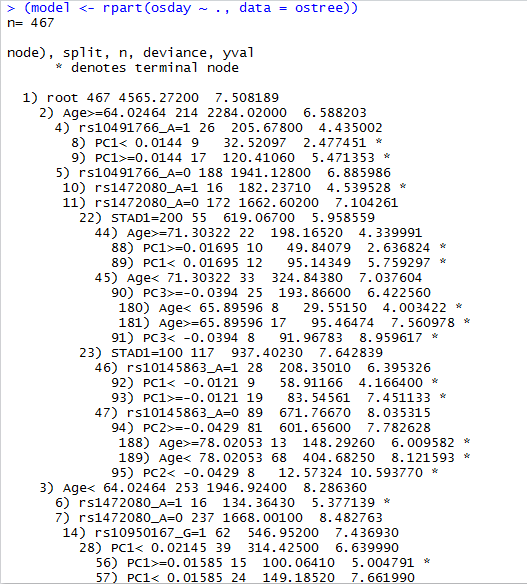 > (model <- rpart(osday ~ ., data = ostree))
n= 467

node), split, n, deviance, yval
      * denotes terminal node

  1) root 467 4565.27200  7.508189
    2) Age>=64.02464 214 2284.02000  6.588203
      4) rs10491766_A=1 26  205.67800  4.435002
        8) PC1< 0.0144 9   32.52097  2.477451 *
        9) PC1>=0.0144 17  120.41060  5.471353 *
      5) rs10491766_A=0 188 1941.12800  6.885986
       10) rs1472080_A=1 16  182.23710  4.539528 *
       11) rs1472080_A=0 172 1662.60200  7.104261
         22) STAD1=200 55  619.06700  5.958559
           44) Age>=71.30322 22  198.16520  4.339991
             88) PC1>=0.01695 10   49.84079  2.636824 *
             89) PC1< 0.01695 12   95.14349  5.759297 *
           45) Age< 71.30322 33  324.84380  7.037604
             90) PC3>=-0.0394 25  193.86600  6.422560
              180) Age< 65.89596 8   29.55150  4.003422 *
              181) Age>=65.89596 17   95.46474  7.560978 *
             91) PC3< -0.0394 8   91.96783  8.959617 *
         23) STAD1=100 117  937.40230  7.642839
           46) rs10145863_A=1 28  208.35010  6.395326
             92) PC1< -0.0121 9   58.91166  4.166400 *
             93) PC1>=-0.0121 19   83.54561  7.451133 *
           47) rs10145863_A=0 89  671.76670  8.035315
             94) PC2>=-0.0429 81  601.65600  7.782628
              188) Age>=78.02053 13  148.29260  6.009582 *
              189) Age< 78.02053 68  404.68250  8.121593 *
             95) PC2< -0.0429 8   12.57324 10.593770 *
    3) Age< 64.02464 253 1946.92400  8.286360
      6) rs1472080_A=1 16  134.36430  5.377139 *
      7) rs1472080_A=0 237 1668.00100  8.482763
       14) rs10950167_G=1 62  546.95200  7.436930
         28) PC1< 0.02145 39  314.42500  6.639990
           56) PC1>=0.01585 15  100.06410  5.004791 *
           57) PC1< 0.01585 24  149.18520  7.661990